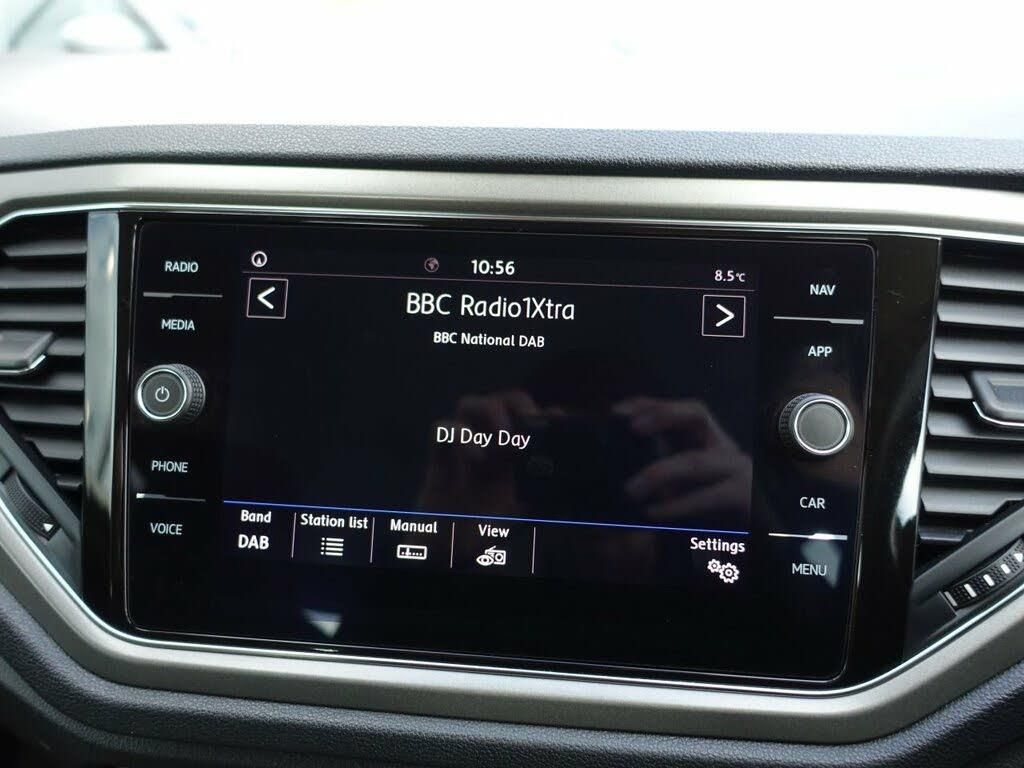 RADIO
MEDIA
PHONE
VOICE
10:56
8.5°C
<
BBC Radio1Xtra
>
BBC National DAB
DJ Day Day
Band
DAB
Station list
Manual
View
Settings
NAV
APP
CAR
MENU